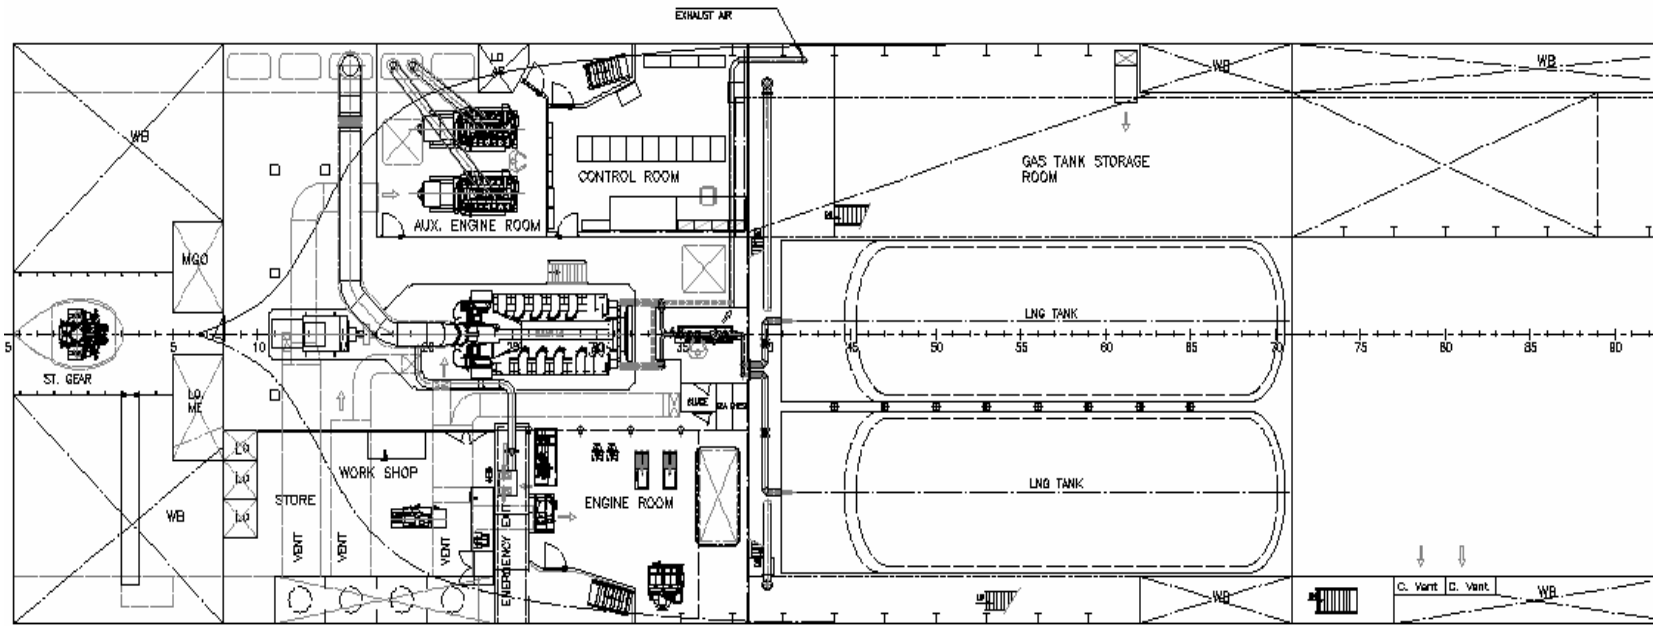 EXHAUST AIR
LO
WB
WB
WB
GAS TANK STORAGE
ROOM
CONTROL ROOM
AUX. ENGINE ROOM
MGO
LNG TANK
5
5
10
20
30
35
45
50
55
60
65
70
75
80
85
90
ST. GEAR
LO.
ME
SLUDGE
LO
LO
LO
WORK SHOP
STORE
ENGINE ROOM
LNG TANK
WB
VENT
VENT
VENT
EMERGENCY EXIT
C. Vent
C. Vent
WB
WB